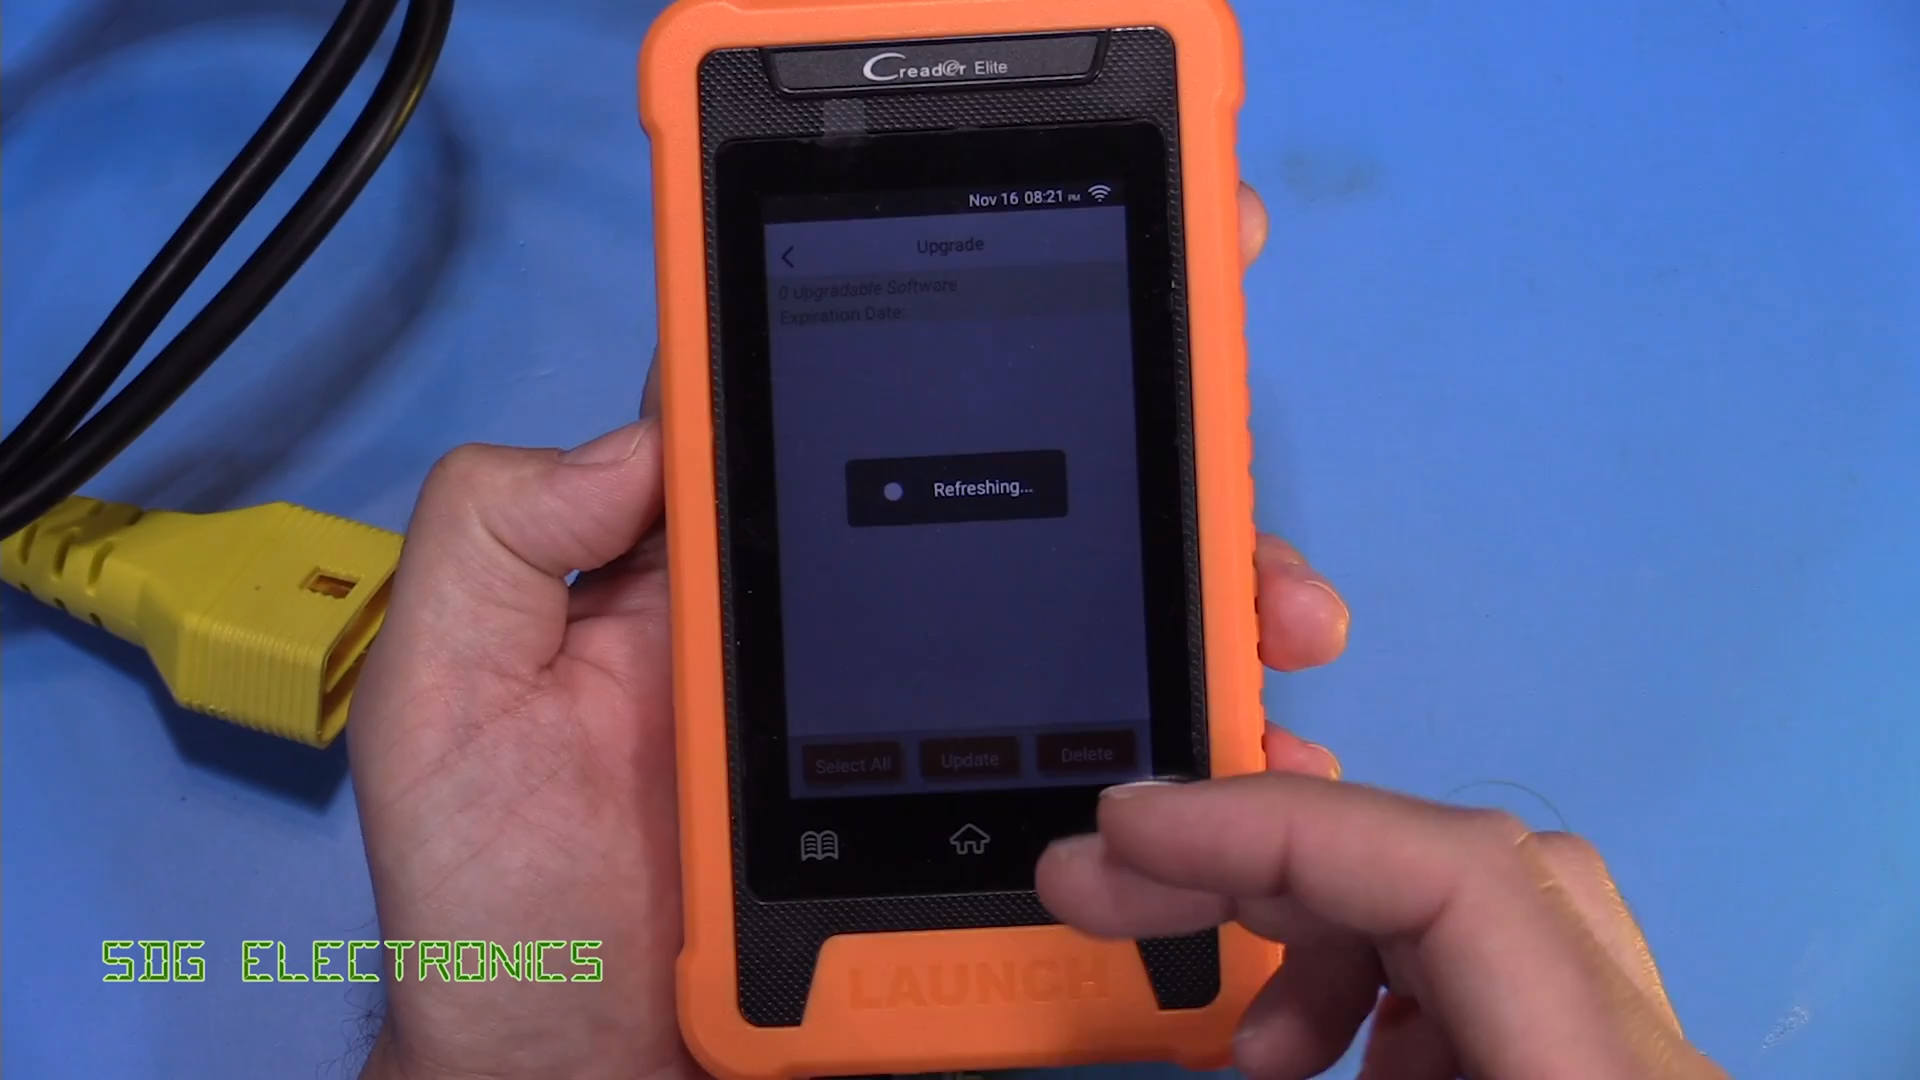 Creader Elite
Nov 16 08:21 PM
Upgrade
0 Upgradable Software
Expiration Date:
Refreshing...
Select All
Update
Delete
LAUNCH
SDG ELECTRONICS